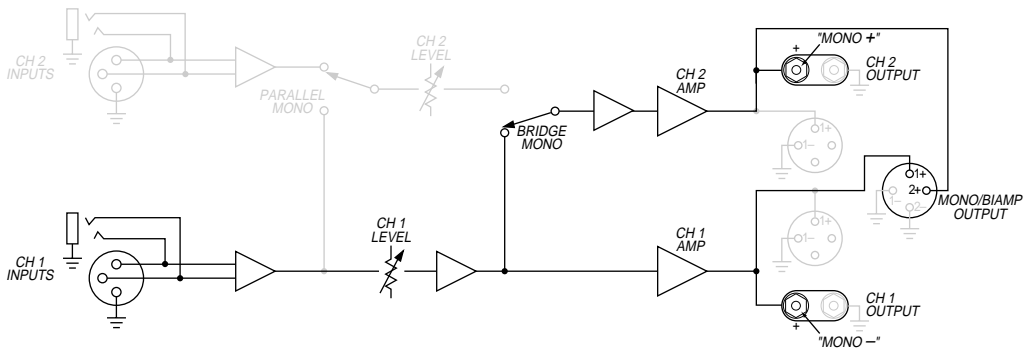 CH 2
INPUTS
PARALLEL
MONO
CH 2
LEVEL
BRIDGE
MONO
CH 2
AMP
"MONO +"
+
CH 2
OUTPUT
1+
1–
1+
2+
1–
2–
MONO/BIAMP
OUTPUT
CH 1
INPUTS
CH 1
LEVEL
CH 1
AMP
1+
1–
CH 1
OUTPUT
+
"MONO –"